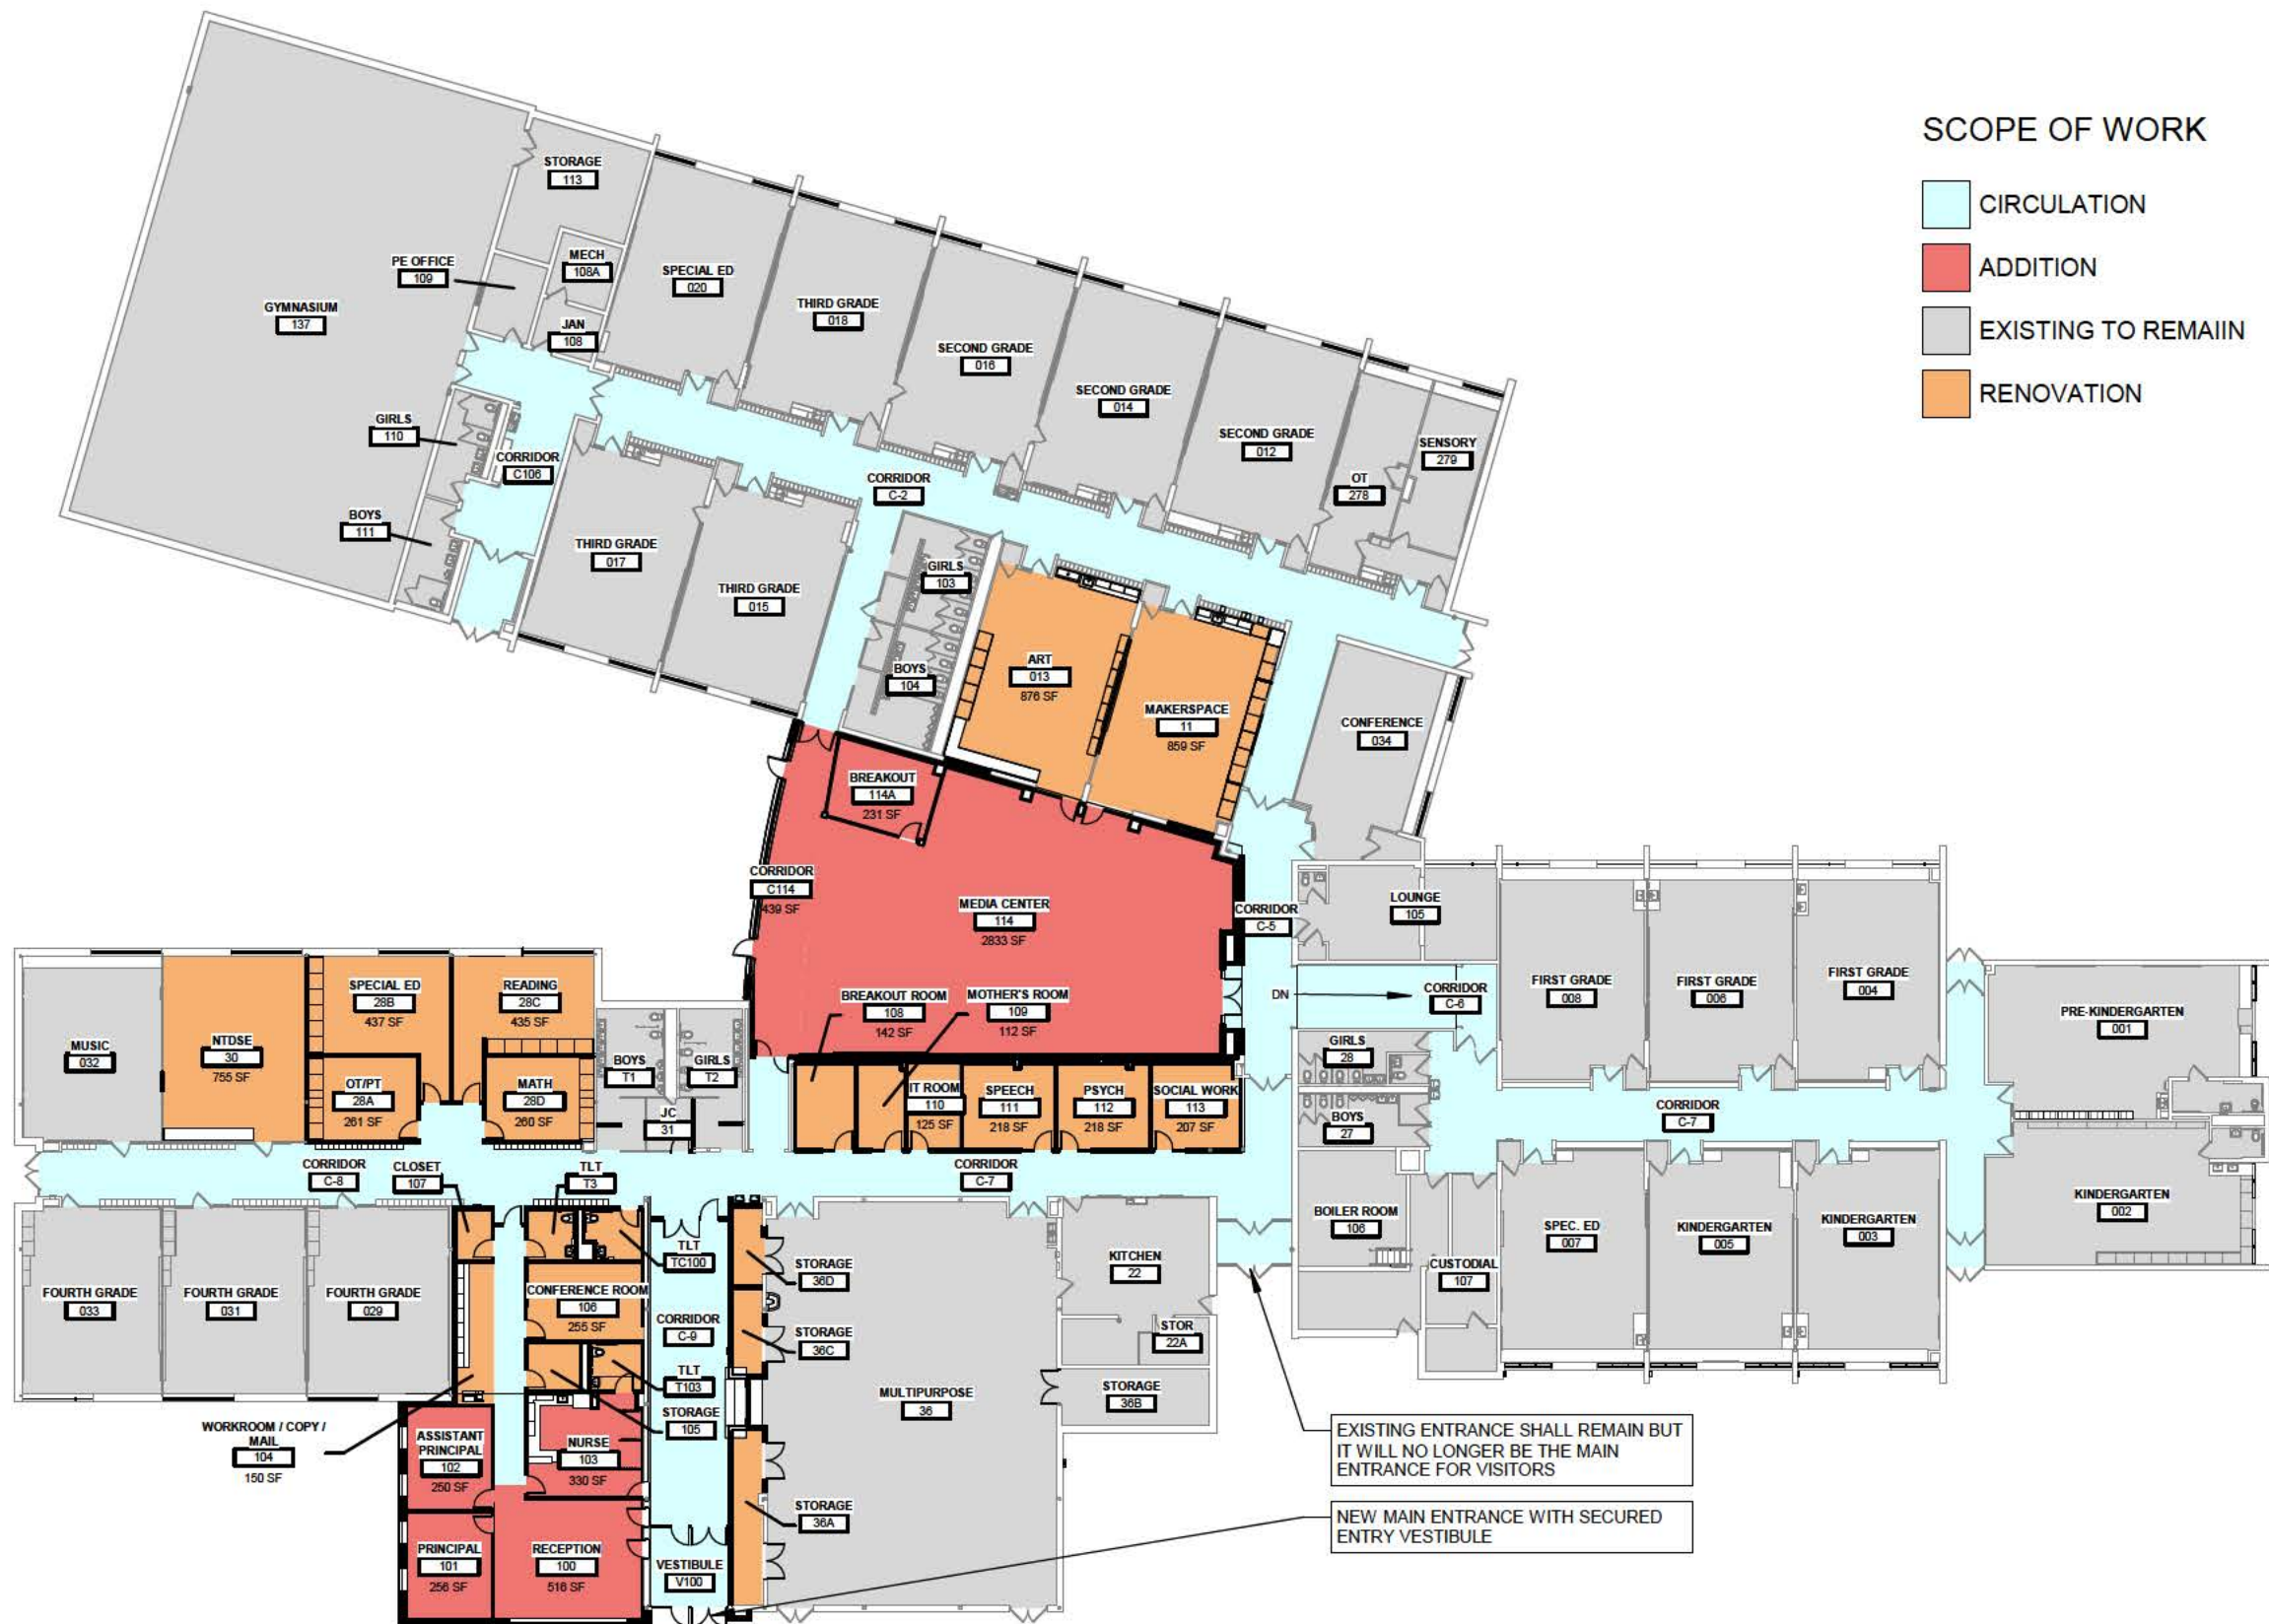 SCOPE OF WORK
CIRCULATION
ADDITION
EXISTING TO REMAIIN
RENOVATION
STORAGE
113
PE OFFICE
109
MECH
108A
JAN
108
GYMNASIUM
137
SPECIAL ED
020
THIRD GRADE
018
SECOND GRADE
016
SECOND GRADE
014
SECOND GRADE
012
OT
278
SENSORY
279
GIRLS
110
CORRIDOR
C106
BOYS
111
CORRIDOR
C-2
THIRD GRADE
017
THIRD GRADE
015
GIRLS
103
BOYS
104
ART
013
876 SF
MAKERSPACE
11
859 SF
CONFERENCE
034
BREAKOUT
114A
231 SF
CORRIDOR
C114
439 SF
MEDIA CENTER
114
2833 SF
CORRIDOR
C-5
LOUNGE
105
FIRST GRADE
008
FIRST GRADE
006
FIRST GRADE
004
DN
CORRIDOR
C-6
PRE-KINDERGARTEN
001
BREAKOUT ROOM
108
142 SF
MOTHER'S ROOM
109
112 SF
MUSIC
032
NTDSE
30
755 SF
SPECIAL ED
28B
437 SF
READING
28C
435 SF
OT/PT
28A
261 SF
MATH
28D
260 SF
BOYS
T1
GIRLS
T2
JC
31
IT ROOM
110
125 SF
SPEECH
111
218 SF
PSYCH
112
218 SF
SOCIAL WORK
113
207 SF
GIRLS
28
BOYS
27
CORRIDOR
C-7
CORRIDOR
C-8
CLOSET
107
TLT
T3
CORRIDOR
C-7
BOILER ROOM
106
SPEC. ED
007
KINDERGARTEN
005
KINDERGARTEN
003
KINDERGARTEN
002
CUSTODIAL
107
FOURTH GRADE
033
FOURTH GRADE
031
FOURTH GRADE
029
CONFERENCE ROOM
106
255 SF
TLT
TC100
CORRIDOR
C-9
TLT
T103
STORAGE
105
STORAGE
36D
STORAGE
36C
STORAGE
36A
KITCHEN
22
STOR
22A
STORAGE
36B
MULTIPURPOSE
36
WORKROOM / COPY /
MAIL
104
150 SF
ASSISTANT
PRINCIPAL
102
250 SF
NURSE
103
330 SF
PRINCIPAL
101
256 SF
RECEPTION
100
516 SF
VESTIBULE
V100
EXISTING ENTRANCE SHALL REMAIN BUT
IT WILL NO LONGER BE THE MAIN
ENTRANCE FOR VISITORS
NEW MAIN ENTRANCE WITH SECURED
ENTRY VESTIBULE